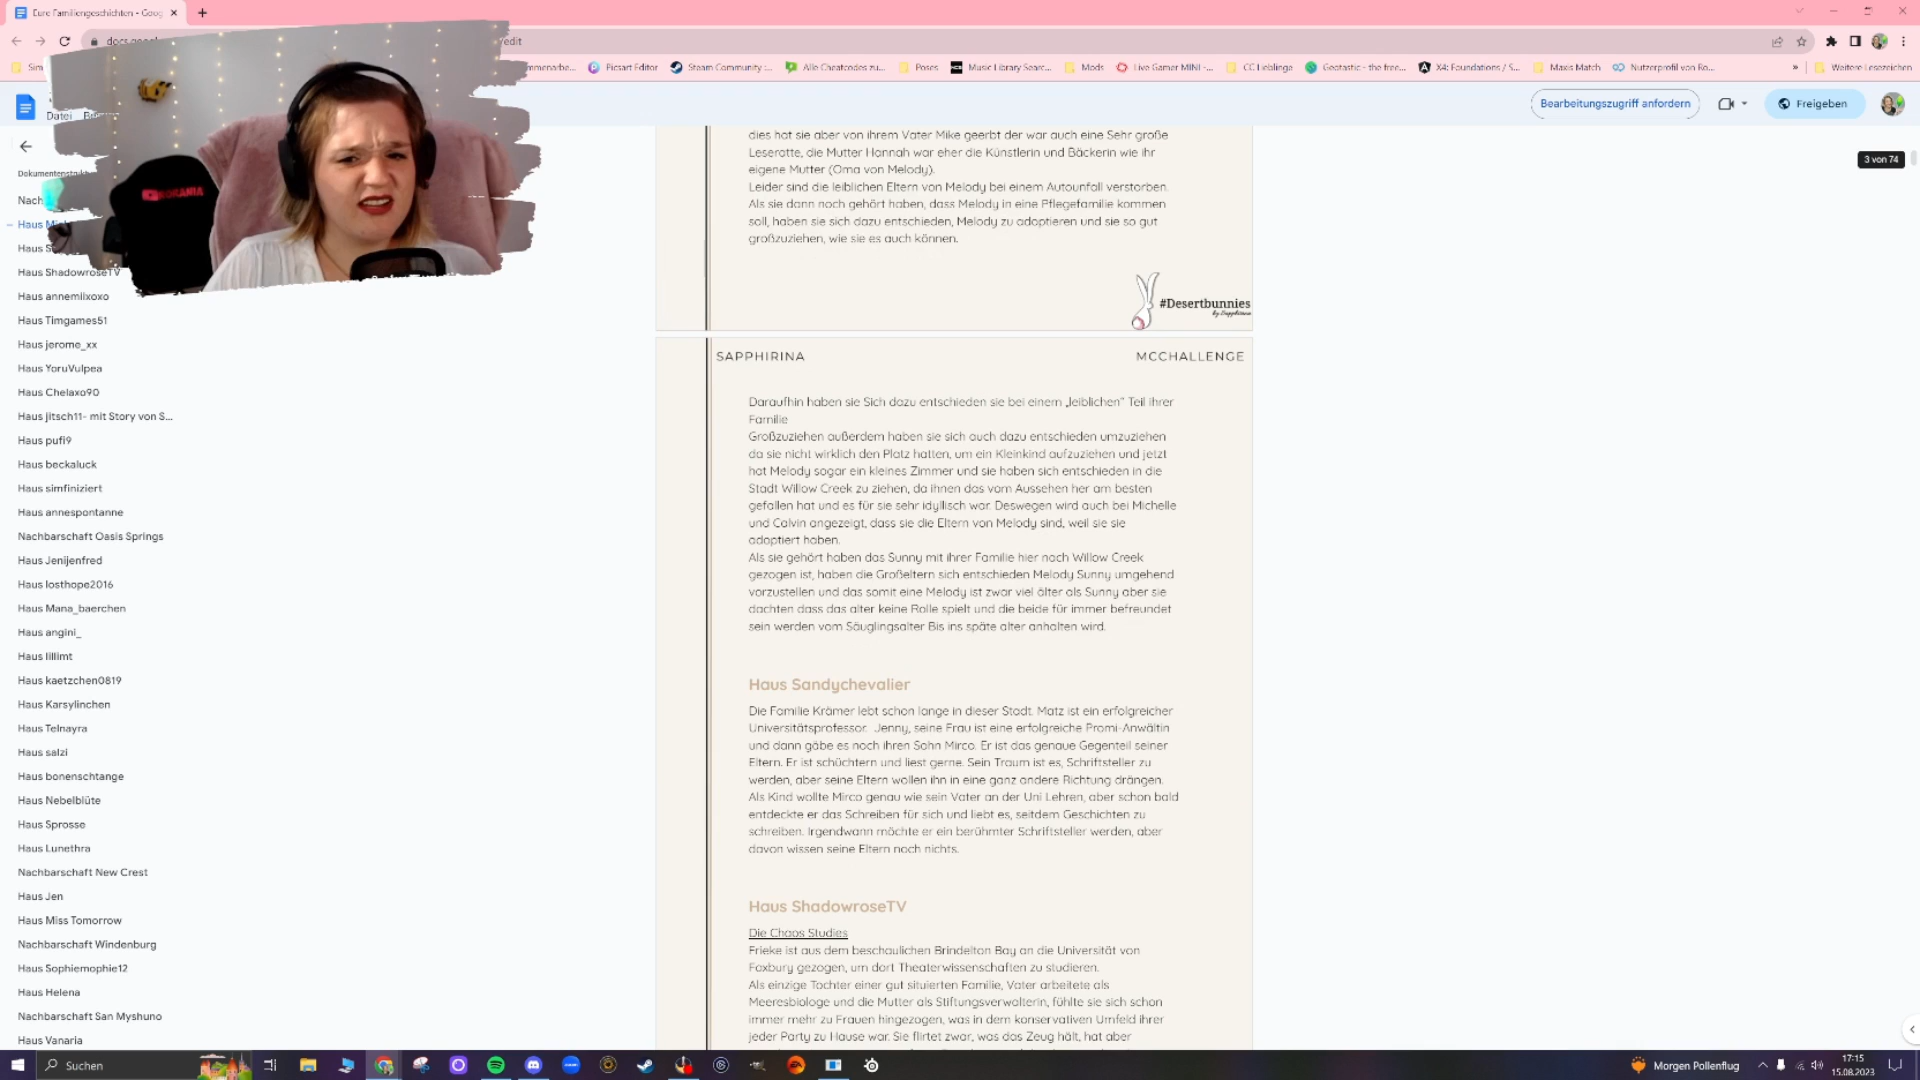 Eure Familiengeschichten - Goog
edit
Sim
Picsart Editor
Steam Community :...
Alle Cheatcodes zu...
Poses
Music Library Searc...
Mods
Live Gamer MINI -...
CC Lieblinge
Geotastic - the free...
X4: Foundations / S...
Maxis Match
Nutzerprofil von Ro...
»
Weitere Lesezeichen
Datei
Bearbeitungszugriff anfordern
Freigeben
3 von 74
Nach
Haus
Haus S
Haus ShadowroseTV
Haus annemiixoxo
Haus Timgames51
Haus jerome_xx
Haus YoruVulpea
Haus Chelaxo90
Haus jitsch11- mit Story von S...
Haus pufi9
Haus beckaluck
Haus simfiniziert
Haus annespontanne
Nachbarschaft Oasis Springs
Haus Jenijenfred
Haus losthope2016
Haus Mana_baerchen
Haus angini_
Haus lillimt
Haus kaetzchen0819
Haus Karsylinchen
Haus Telnayra
Haus salzi
Haus bonenschtange
Haus Nebelblüte
Haus Sprosse
Haus Lunethra
Nachbarschaft New Crest
Haus Jen
Haus Miss Tomorrow
Nachbarschaft Windenburg
Haus Sophiemophie12
Haus Helena
Nachbarschaft San Myshuno
Haus Vanaria
dies hat sie aber von ihrem Vater Mike geerbt der war auch eine Sehr große
Leseratte, die Mutter Hannah war eher die Künstlerin und Bäckerin wie ihr
eigene Mutter (Oma von Melody).
Leider sind die leiblichen Eltern von Melody bei einem Autounfall verstorben.
Als sie dann noch gehört haben, dass Melody in eine Pflegefamilie kommen
soll, haben sie sich dazu entschieden, Melody zu adoptieren und sie so gut
großzuziehen, wie sie es auch können.
#Desertbunnies
by Sapphirina
SAPPHIRINA
MCCHALLENGE
Daraufhin haben sie Sich dazu entschieden sie bei einem „leiblichen" Teil ihrer
Familie
Großzuziehen außerdem haben sie sich auch dazu entschieden umzuziehen
da sie nicht wirklich den Platz hatten, um ein Kleinkind aufzuziehen und jetzt
hat Melody sogar ein kleines Zimmer und sie haben sich entschieden in die
Stadt Willow Creek zu ziehen, da ihnen das vom Aussehen her am besten
gefallen hat und es für sie sehr idyllisch war. Deswegen wird auch bei Michelle
und Calvin angezeigt, dass sie die Eltern von Melody sind, weil sie sie
adoptiert haben.
Als sie gehört haben das Sunny mit ihrer Familie hier nach Willow Creek
gezogen ist, haben die Großeltern sich entschieden Melody Sunny umgehend
vorzustellen und das somit eine Melody ist zwar viel älter als Sunny aber sie
dachten dass das alter keine Rolle spielt und die beide für immer befreundet
sein werden vom Säuglingsalter Bis ins späte alter anhalten wird.
Haus Sandychevalier
Die Familie Krämer lebt schon lange in dieser Stadt. Matz ist ein erfolgreicher
Universitätsprofessor. Jenny, seine Frau ist eine erfolgreiche Promi-Anwältin
und dann gäbe es noch ihren Sohn Mirco. Er ist das genaue Gegenteil seiner
Eltern. Er ist schüchtern und liest gerne. Sein Traum ist es, Schriftsteller zu
werden, aber seine Eltern wollen ihn in eine ganz andere Richtung drängen.
Als Kind wollte Mirco genau wie sein Vater an der Uni Lehren, aber schon bald
entdeckte er das Schreiben für sich und liebt es, seitdem Geschichten zu
schreiben. Irgendwann möchte er ein berühmter Schriftsteller werden, aber
davon wissen seine Eltern noch nichts.
Haus ShadowroseTV
Die Chaos Studies
Frieke ist aus dem beschaulichen Brindelton Bay an die Universität von
Foxbury gezogen, um dort Theaterwissenschaften zu studieren.
Als einzige Tochter einer gut situierten Familie, Vater arbeitete als
Meeresbiologe und die Mutter als Stiftungsverwalterin, fühlte sie sich schon
immer mehr zu Frauen hingezogen, was in dem konservativen Umfeld ihrer
jeder Party zu Hause war. Sie flirtet zwar, was das Zeug hält, hat aber
Suchen
Morgen Pollenflug
17:15
15.08.2023